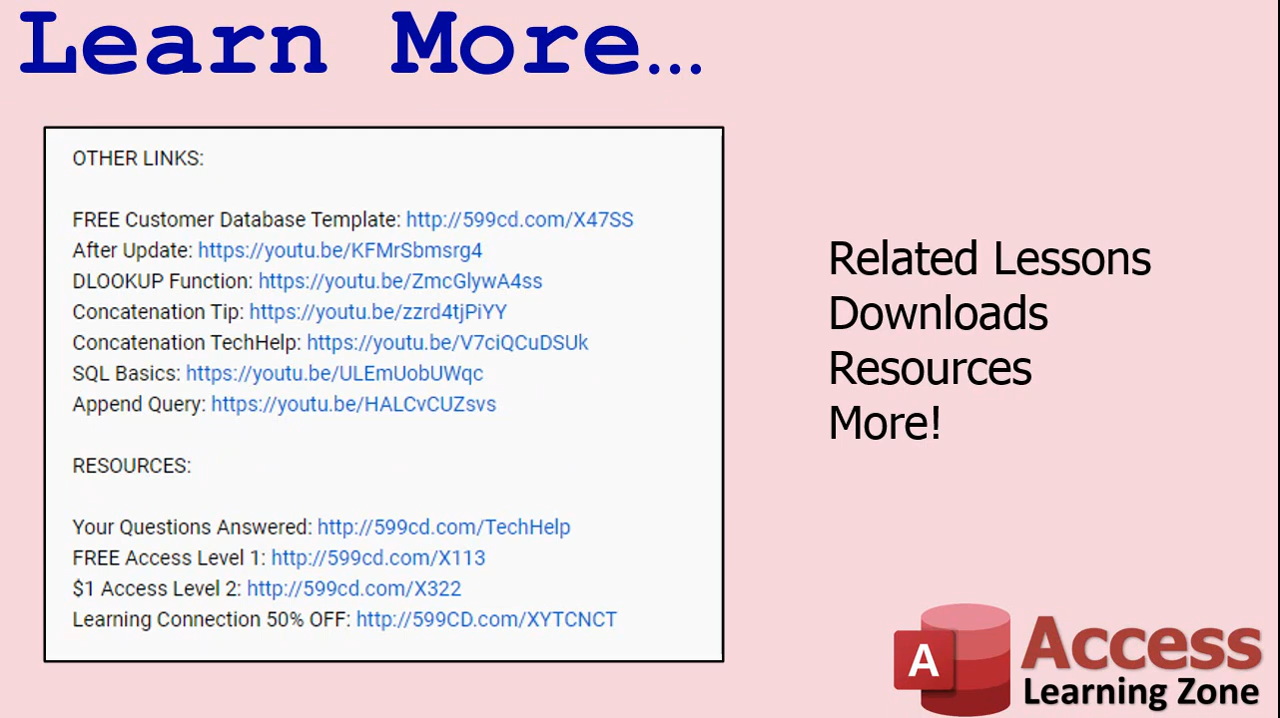 Learn More...
OTHER LINKS:
FREE Customer Database Template: http://599cd.com/X47SS
After Update: https://youtu.be/KFMrSbmsrg4
DLOOKUP Function: https://youtu.be/ZmcGlywA4ss
Concatenation Tip: https://youtu.be/zzrd4tjPiYY
Concatenation TechHelp: https://youtu.be/V7ciQCuDSUk
SQL Basics: https://youtu.be/ULEmUobUWqc
Append Query: https://youtu.be/HALCvCUZsvs
RESOURCES:
Your Questions Answered: http://599cd.com/TechHelp
FREE Access Level 1: http://599cd.com/X113
$1 Access Level 2: http://599cd.com/X322
Learning Connection 50% OFF: http://599CD.com/XYTCNCT
Related Lessons
Downloads
Resources
More!
A
Access
Learning Zone